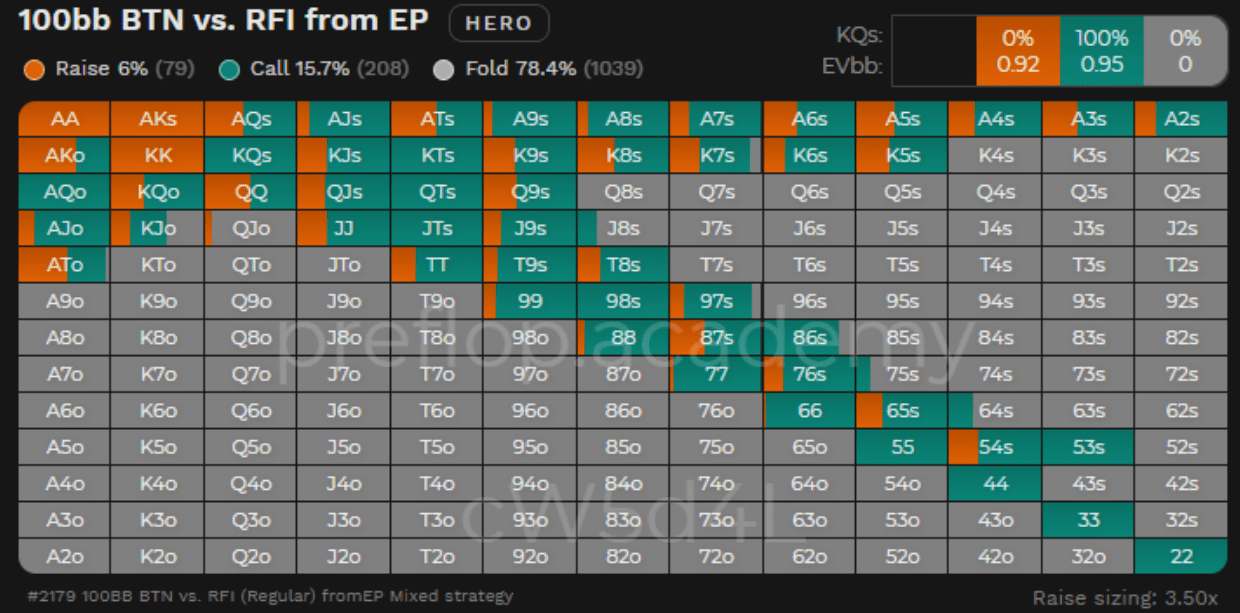 100bb BTN vs. RFI from EP HERO
KQs: 0% 100% 0%
EVbb: 0.92 0.95 0
Raise 6% (79) Call 15.7% (208) Fold 78.4% (1039)
AA AKs AQs AJs ATs A9s A8s A7s A6s A5s A4s A3s A2s
AKo KK KQs KJs KTs K9s K8s K7s K6s K5s K4s K3s K2s
AQo KQo QQ QJs QTs Q9s Q8s Q7s Q6s Q5s Q4s Q3s Q2s
AJo KJo QJo JJ JTs J9s J8s J7s J6s J5s J4s J3s J2s
ATo KTo QTo JTo TT T9s T8s T7s T6s T5s T4s T3s T2s
A9o K9o Q9o J9o T9o 99 98s 97s 96s 95s 94s 93s 92s
A8o K8o Q8o J8o T8o 98o 88 87s 86s 85s 84s 83s 82s
preflop.academy
A7o K7o Q7o J7o T7o 97o 87o 77 76s 75s 74s 73s 72s
A6o K6o Q6o J6o T6o 96o 86o 76o 66 65s 64s 63s 62s
A5o K5o Q5o J5o T5o 95o 85o 75o 65o 55 54s 53s 52s
A4o K4o Q4o J4o T4o 94o 84o 74o 64o 54o 44 43s 42s
cW5d4L
A3o K3o Q3o J3o T3o 93o 83o 73o 63o 53o 43o 33 32s
A2o K2o Q2o J2o T2o 92o 82o 72o 62o 52o 42o 32o 22
#2179 100BB BTN vs. RFI (Regular) fromEP Mixed strategy
Raise sizing: 3.50x